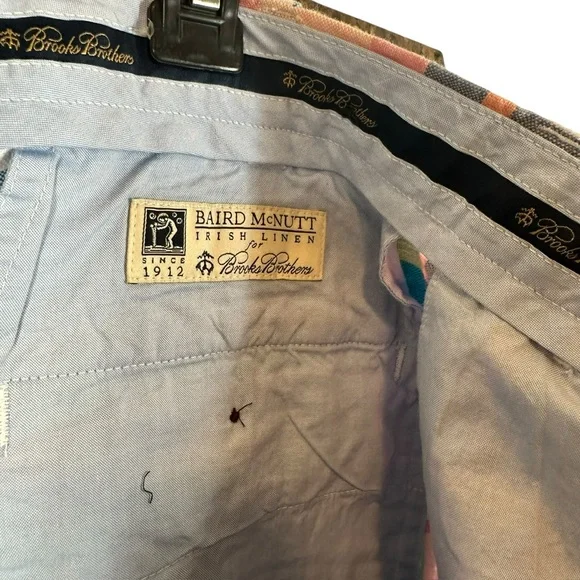 Brooks Brothers
Brooks Brothers
Brooks Brothers
BAIRD McNUTT
IRISH LINEN
for
Brooks Brothers
SINCE
1912